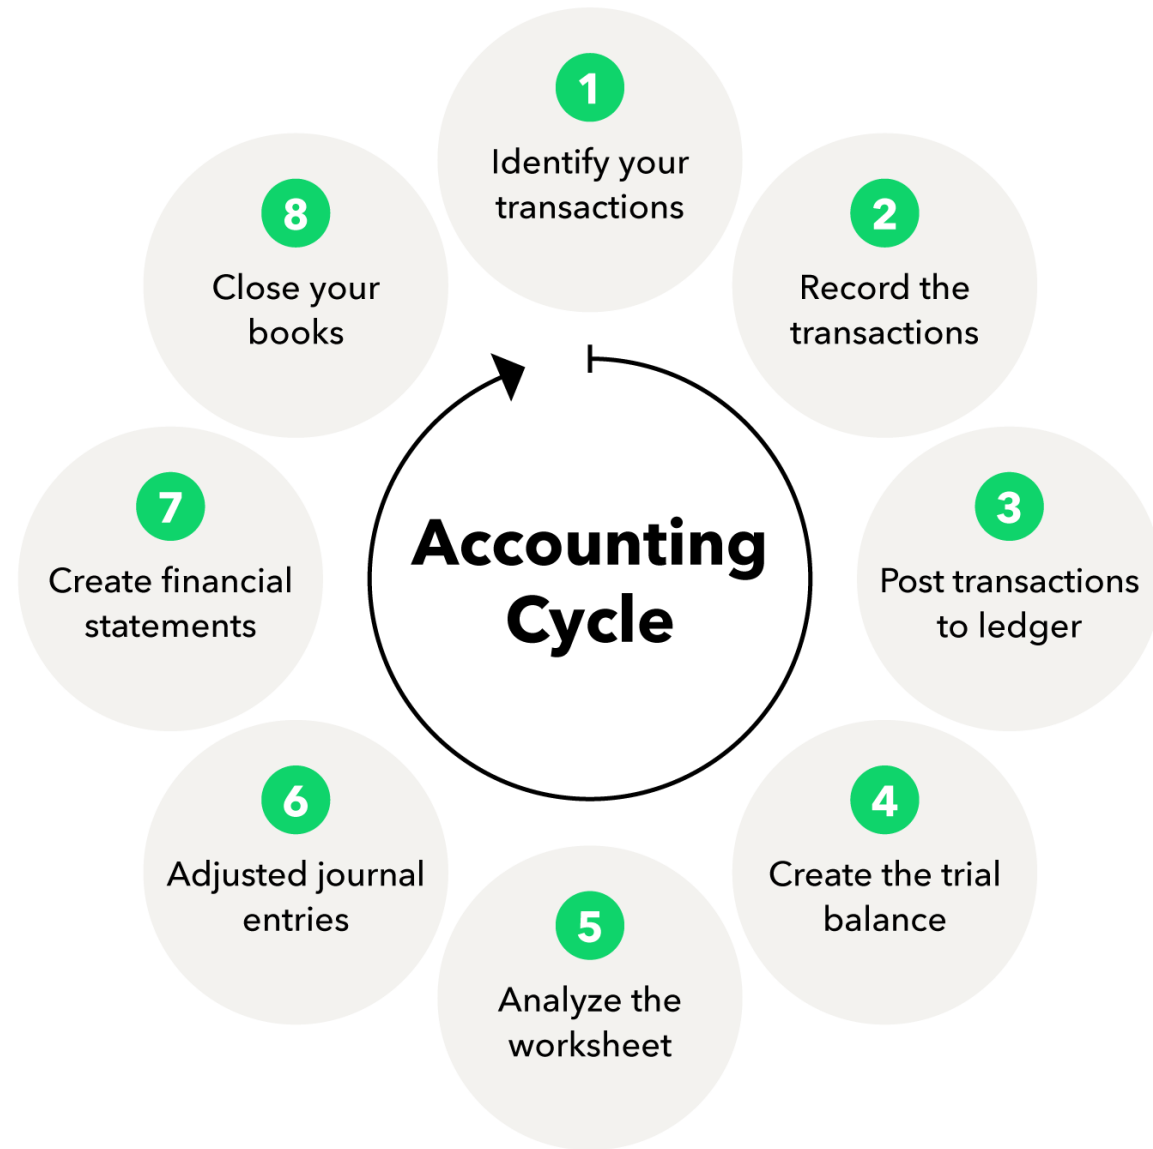 1
Identify your
transactions
2
Record the
transactions
3
Post transactions
to ledger
4
Create the trial
balance
5
Analyze the
worksheet
6
Adjusted journal
entries
7
Create financial
statements
8
Close your
books
Accounting
Cycle